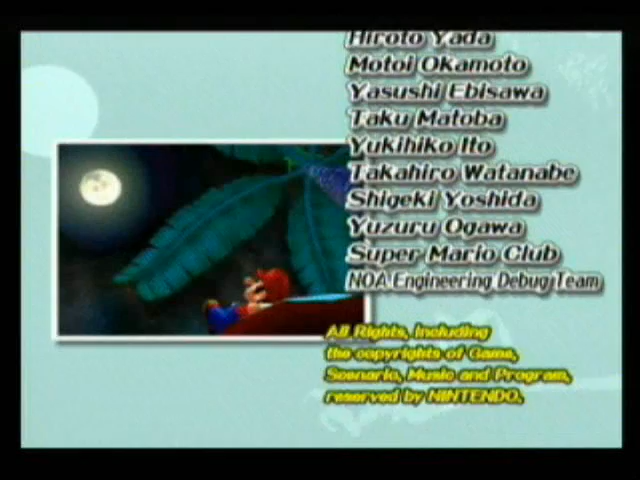 Hiroto Yada
Motoi Okamoto
Yasushi Ebisawa
Taku Matoba
Yukihiko Ito
Takahiro Watanabe
Shigeki Yoshida
Yuzuru Ogawa
Super Mario Club
NOA Engineering Debug Team
All Rights, including
the copyrights of Game,
Scenario, Music and Program,
reserved by NINTENDO.